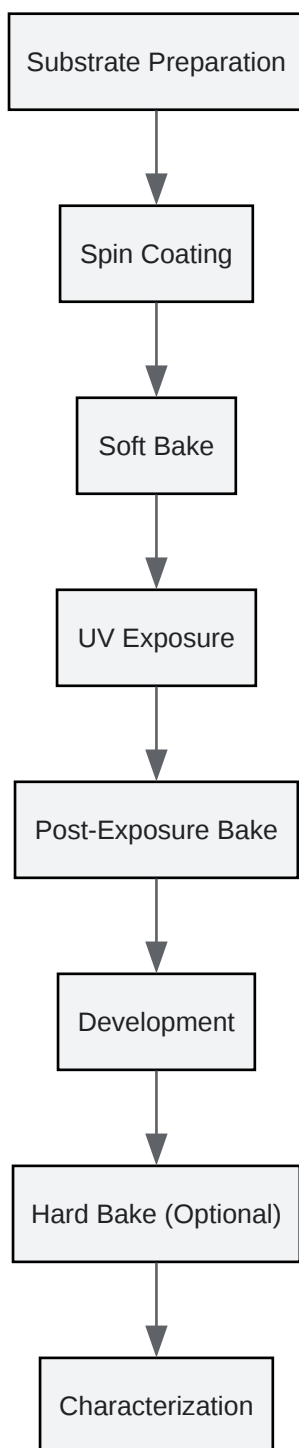 Substrate Preparation
Spin Coating
Soft Bake
UV Exposure
Post-Exposure Bake
Development
Hard Bake (Optional)
Characterization